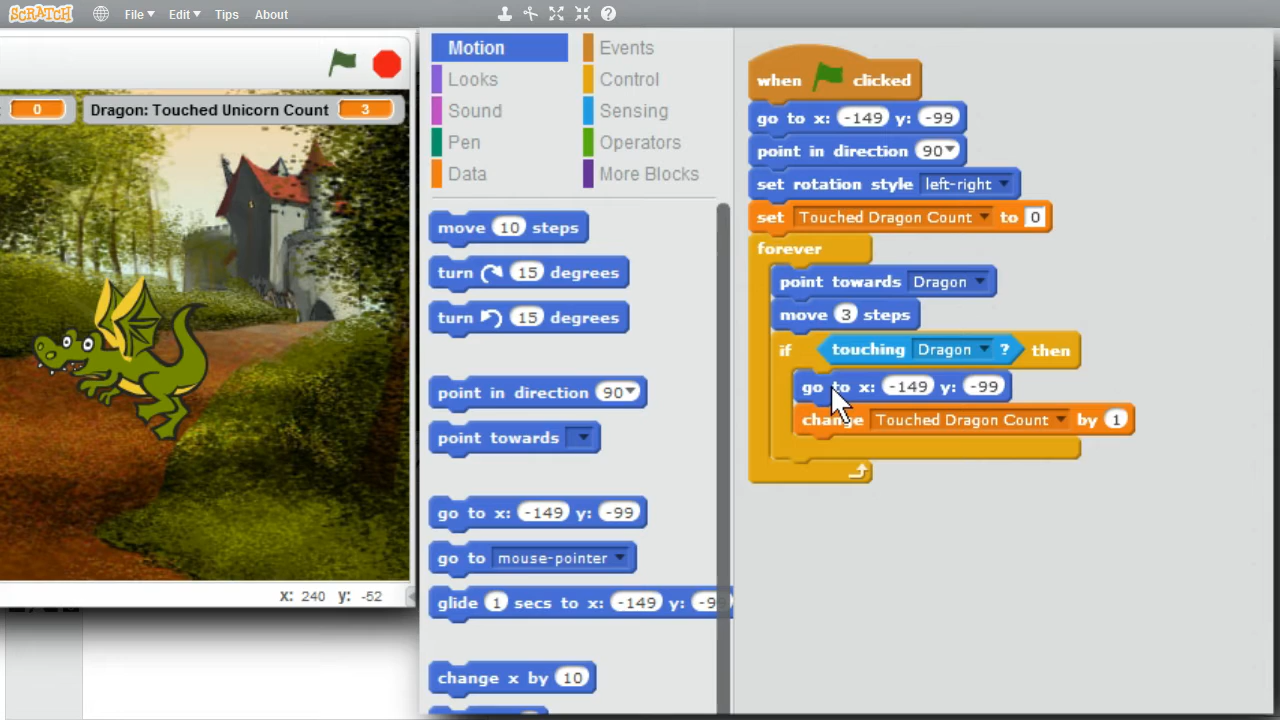 SCRATCH File Edit Tips About
: 0 Dragon: Touched Unicorn Count 3
x: 240 y: -52
Motion Events
Looks Control
Sound Sensing
Pen Operators
Data More Blocks
move 10 steps
turn 15 degrees
turn 15 degrees
point in direction 90
point towards
go to x: -149 y: -99
go to mouse-pointer
glide 1 secs to x: -149 y: -99
change x by 10
when clicked
go to x: -149 y: -99
point in direction 90
set rotation style left-right
set Touched Dragon Count to 0
forever
point towards Dragon
move 3 steps
if touching Dragon ? then
go to x: -149 y: -99
change Touched Dragon Count by 1